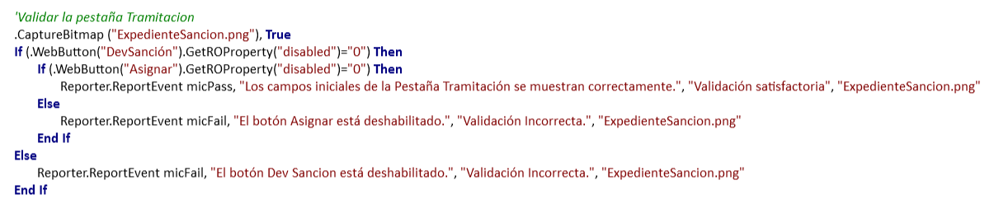 'Validar la pestaña Tramitacion
.CaptureBitmap ("ExpedienteSancion.png"), True
If (.WebButton("DevSanción").GetROProperty("disabled")="0") Then
If (.WebButton("Asignar").GetROProperty("disabled")="0") Then
Reporter.ReportEvent micPass, "Los campos iniciales de la Pestaña Tramitación se muestran correctamente.", "Validación satisfactoria", "ExpedienteSancion.png"
Else
Reporter.ReportEvent micFail, "El botón Asignar está deshabilitado.", "Validación Incorrecta.", "ExpedienteSancion.png"
End If
Else
Reporter.ReportEvent micFail, "El botón Dev Sancion está deshabilitado.", "Validación Incorrecta.", "ExpedienteSancion.png"
End If